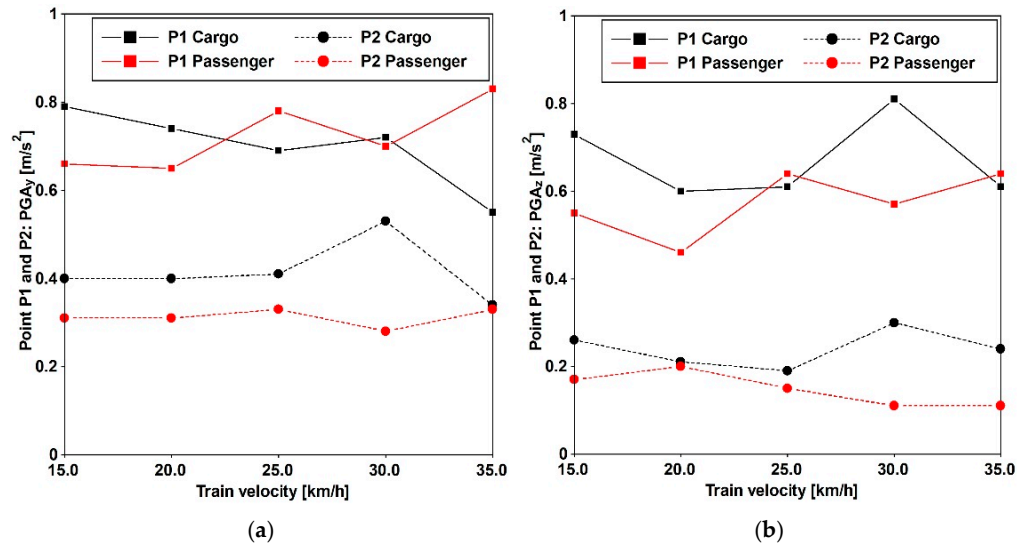 1
P1 Cargo P2 Cargo
P1 Passenger P2 Passenger
0.8
0.6
0.4
0.2
0
Point P1 and P2: PGAy [m/s2]
15.0 20.0 25.0 30.0 35.0
Train velocity [km/h]
(a)
1
P1 Cargo P2 Cargo
P1 Passenger P2 Passenger
0.8
0.6
0.4
0.2
0
Point P1 and P2: PGAz [m/s2]
15.0 20.0 25.0 30.0 35.0
Train velocity [km/h]
(b)